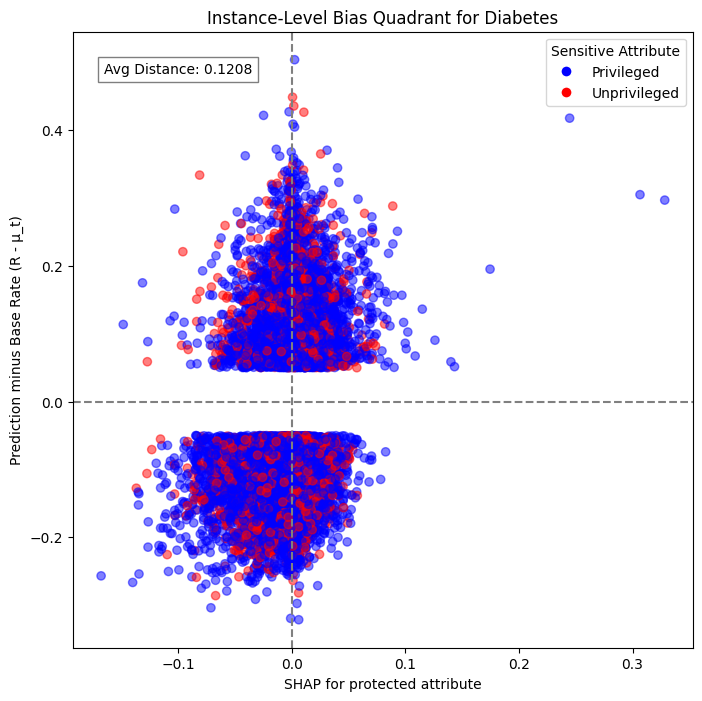 Instance-Level Bias Quadrant for Diabetes
Avg Distance: 0.1208
Sensitive Attribute
Privileged
Unprivileged
Prediction minus Base Rate (R - μ_t)
0.4
0.2
0.0
−0.2
−0.1
0.0
0.1
0.2
0.3
SHAP for protected attribute